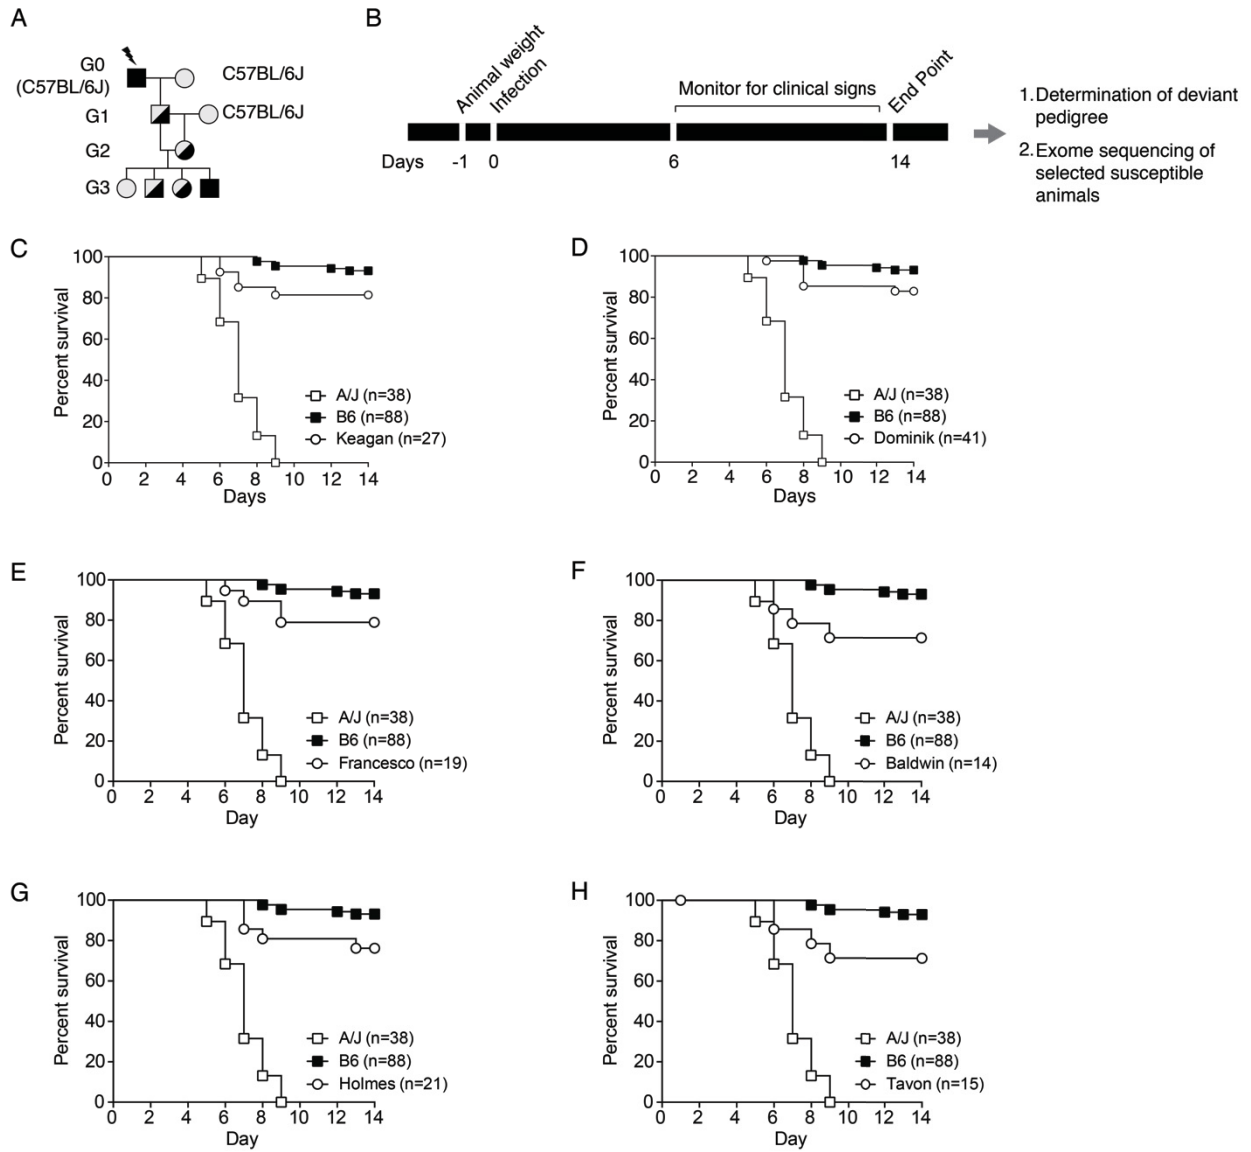 A
G0
(C57BL/6J)
C57BL/6J
G1
C57BL/6J
G2
G3
B
Animal weight
Infection
Monitor for clinical signs
End Point
Days -1 0 6 14
1. Determination of deviant
pedigree
2. Exome sequencing of
selected susceptible
animals
C
Percent survival
100
80
60
40
20
0
0 2 4 6 8 10 12 14
Days
A/J (n=38)
B6 (n=88)
Keagan (n=27)
D
Percent survival
100
80
60
40
20
0
0 2 4 6 8 10 12 14
Days
A/J (n=38)
B6 (n=88)
Dominik (n=41)
E
Percent survival
100
80
60
40
20
0
0 2 4 6 8 10 12 14
Day
A/J (n=38)
B6 (n=88)
Francesco (n=19)
F
Percent survival
100
80
60
40
20
0
0 2 4 6 8 10 12 14
Day
A/J (n=38)
B6 (n=88)
Baldwin (n=14)
G
Percent survival
100
80
60
40
20
0
0 2 4 6 8 10 12 14
Day
A/J (n=38)
B6 (n=88)
Holmes (n=21)
H
Percent survival
100
80
60
40
20
0
0 2 4 6 8 10 12 14
Day
A/J (n=38)
B6 (n=88)
Tavon (n=15)